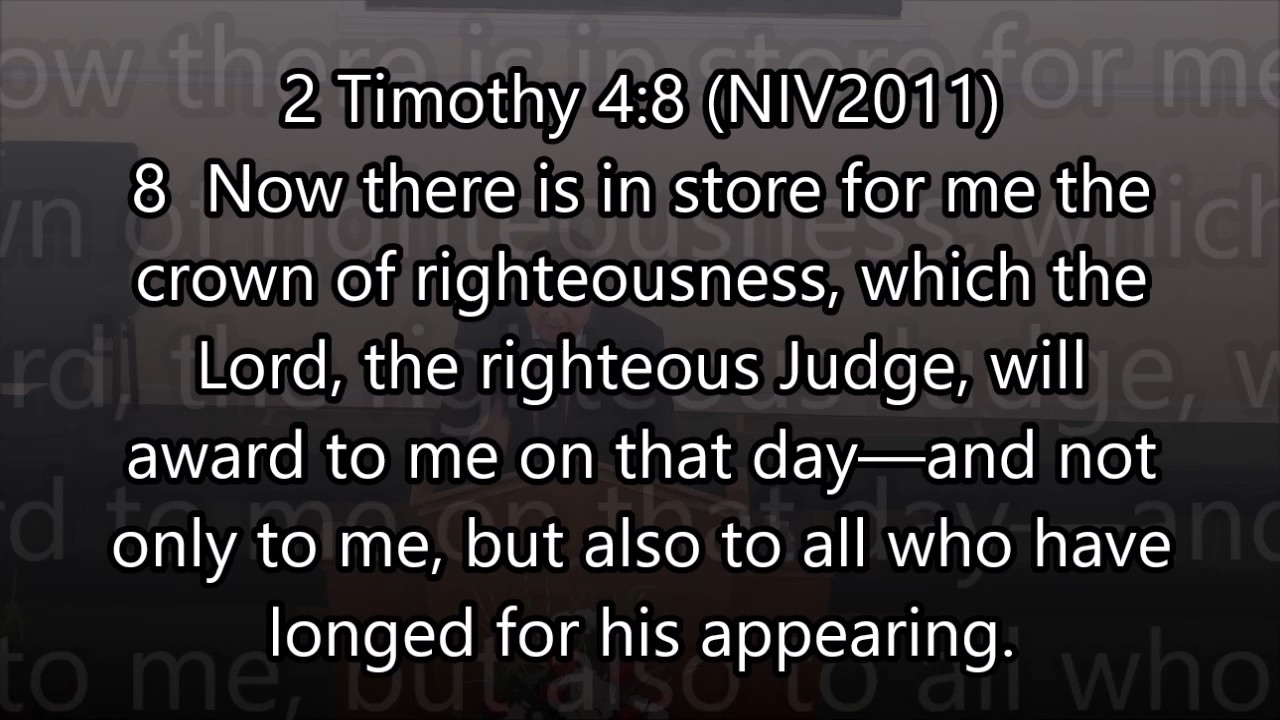 2 Timothy 4:8 (NIV2011)
8 Now there is in store for me the
crown of righteousness, which the
Lord, the righteous Judge, will
award to me on that day—and not
only to me, but also to all who have
longed for his appearing.